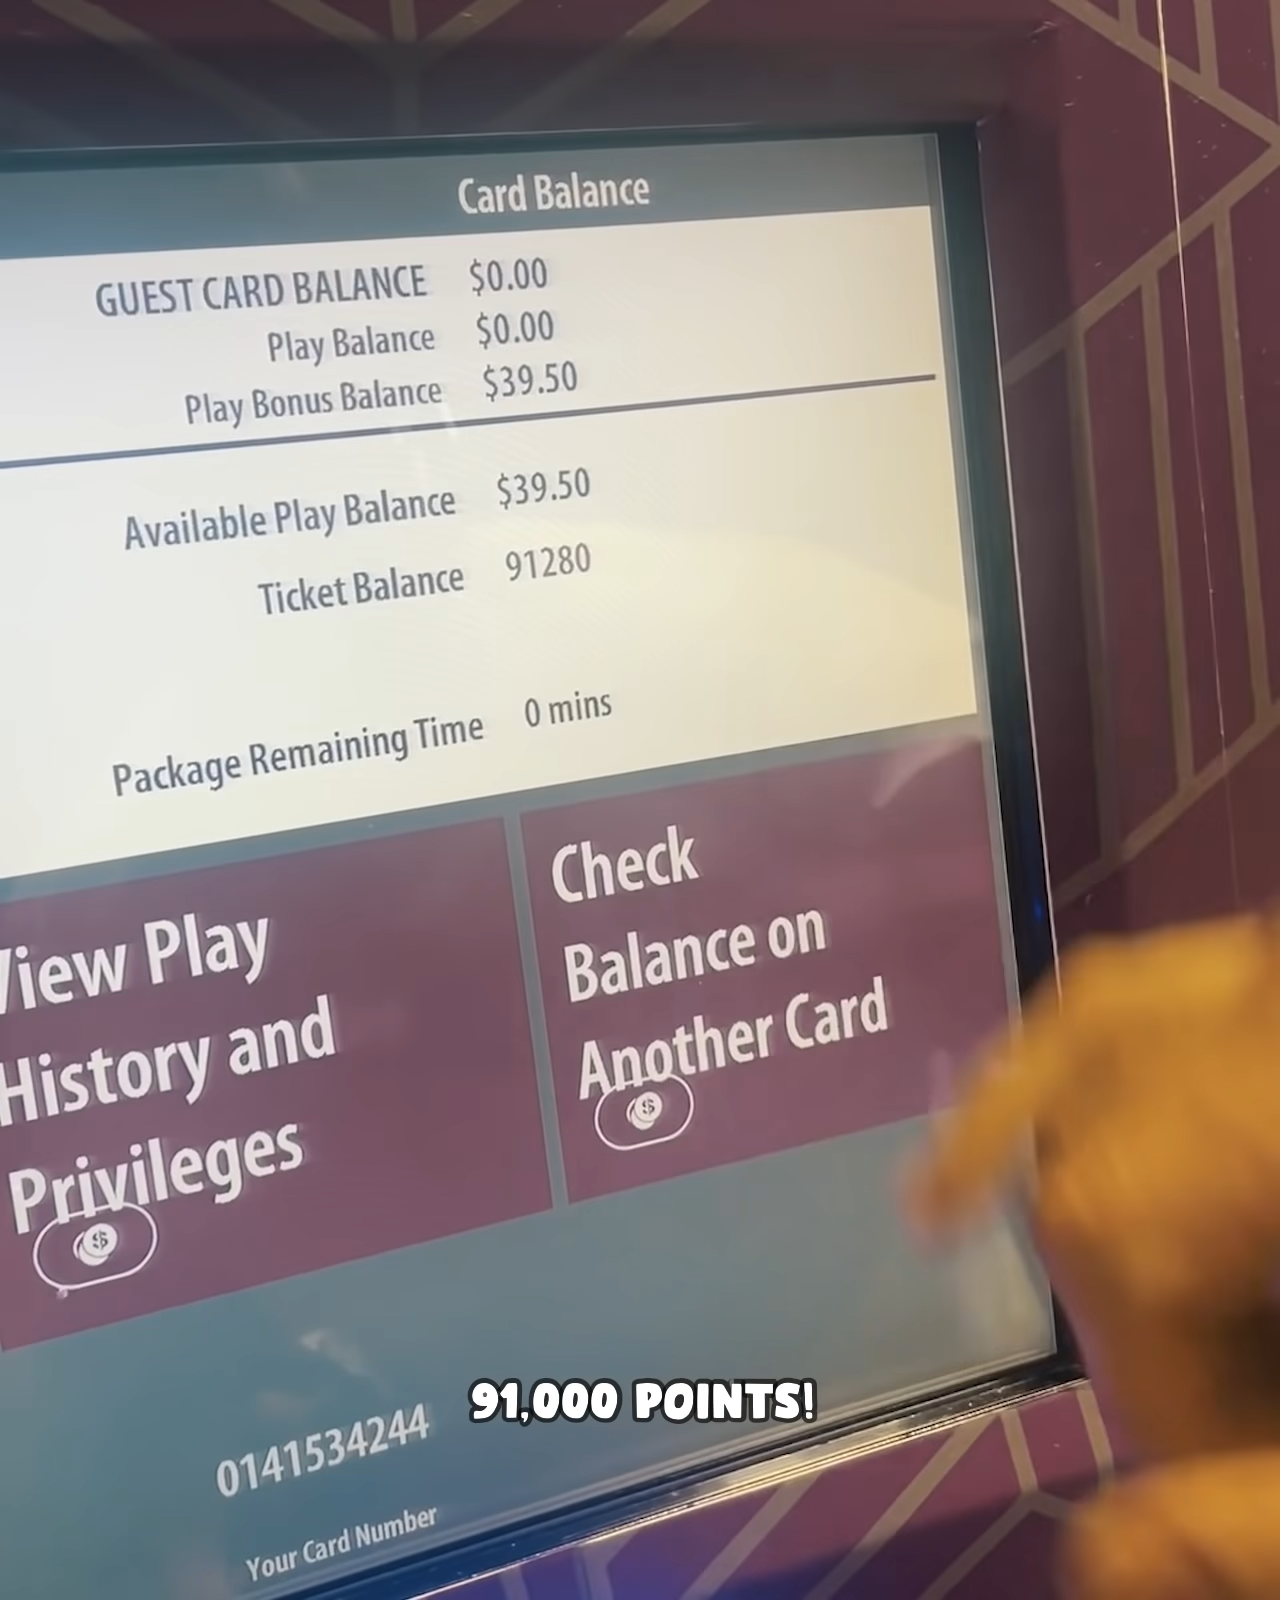 Card Balance
GUEST CARD BALANCE $0.00
Play Balance $0.00
Play Bonus Balance $39.50
Available Play Balance $39.50
Ticket Balance 91280
Package Remaining Time 0 mins
View Play
History and
Privileges
Check
Balance on
Another Card
$
$
91,000 POINTS!
0141534244
Your Card Number